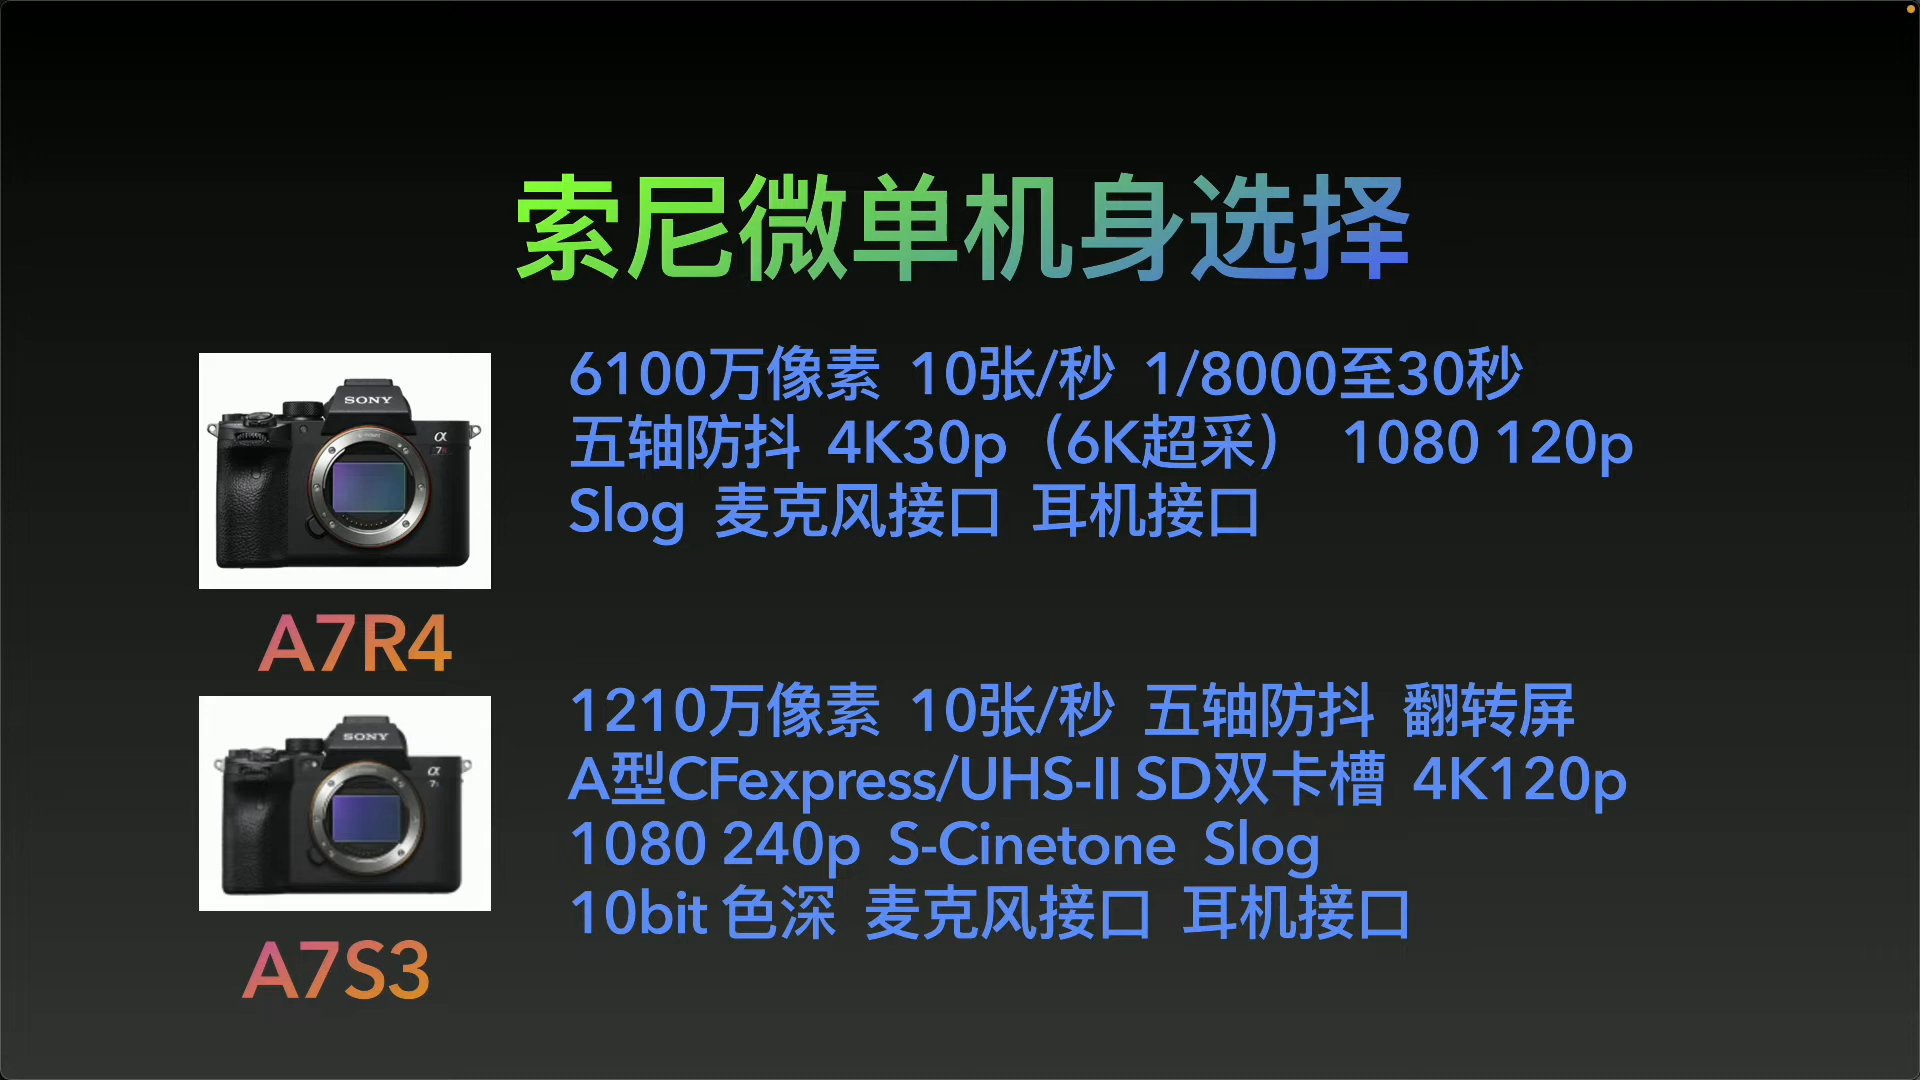 索尼微单机身选择
SONY
α
7R
6100万像素 10张/秒 1/8000至30秒
五轴防抖 4K30p（6K超采） 1080 120p
Slog 麦克风接口 耳机接口
A7R4
SONY
α
7S
1210万像素 10张/秒 五轴防抖 翻转屏
A型CFexpress/UHS-II SD双卡槽 4K120p
1080 240p S-Cinetone Slog
10bit 色深 麦克风接口 耳机接口
A7S3